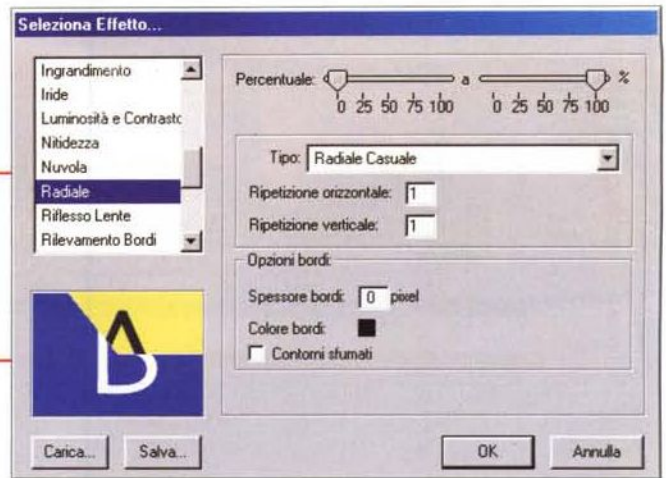 Seleziona Effetto...
Ingrandimento
Iride
Luminosità e Contrasto
Nitidezza
Nuvola
Radiale
Riflesso Lente
Rilevamento Bordi
Percentuale: a %
0 25 50 75 100 0 25 50 75 100
Tipo: Radiale Casuale
Ripetizione orizzontale: 1
Ripetizione verticale: 1
Opzioni bordi:
Spessore bordi: 0 pixel
Colore bordi:
Contorni sfumati
A
B
Carica... Salva... OK Annulla